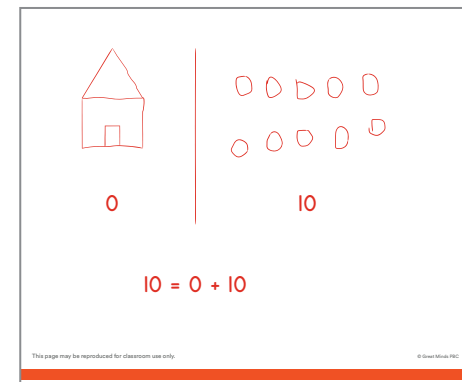 0
10
10 = 0 + 10
This page may be reproduced for classroom use only.
© Great Minds PBC